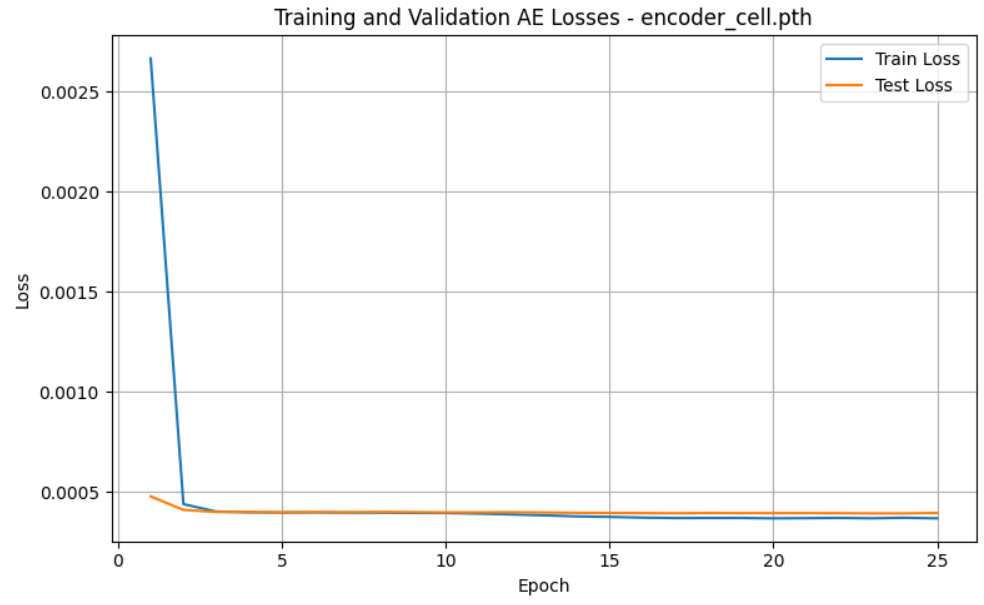 Training and Validation AE Losses - encoder_cell.pth
Train Loss
Test Loss
0.0025
0.0020
0.0015
0.0010
0.0005
Loss
0 5 10 15 20 25
Epoch